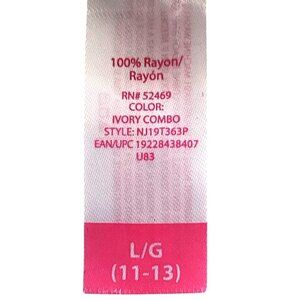 100% Rayon/
Rayón
RN# 52469
COLOR:
IVORY COMBO
STYLE: NJ19T363P
EAN/UPC 19228438407
U83
L/G
(11-13)